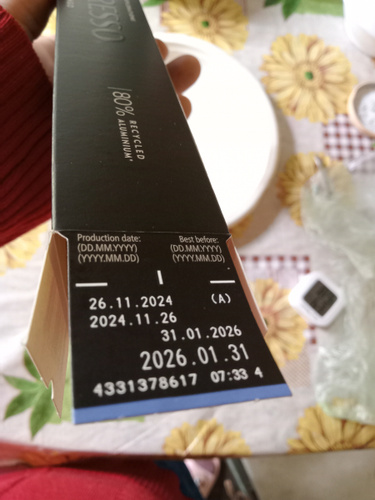 80% RECYCLED
ALUMINIUM*
Production date:
(DD.MM.YYYY)
(YYYY.MM.DD)
Best before:
(DD.MM.YYYY)
(YYYY.MM.DD)
26.11.2024 (A)
2024.11.26
31.01.2026
2026.01.31
4331378617 07:33 4